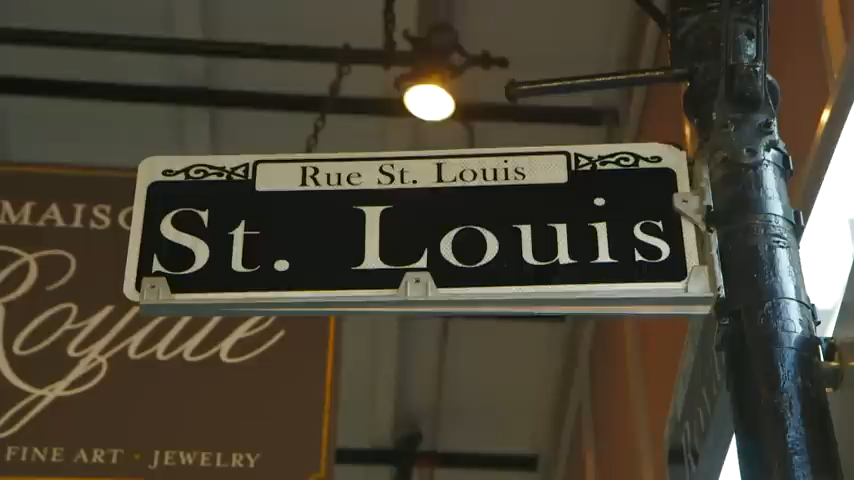 Rue St. Louis
St. Louis
MAISO
Royale
FINE ART · JEWELRY